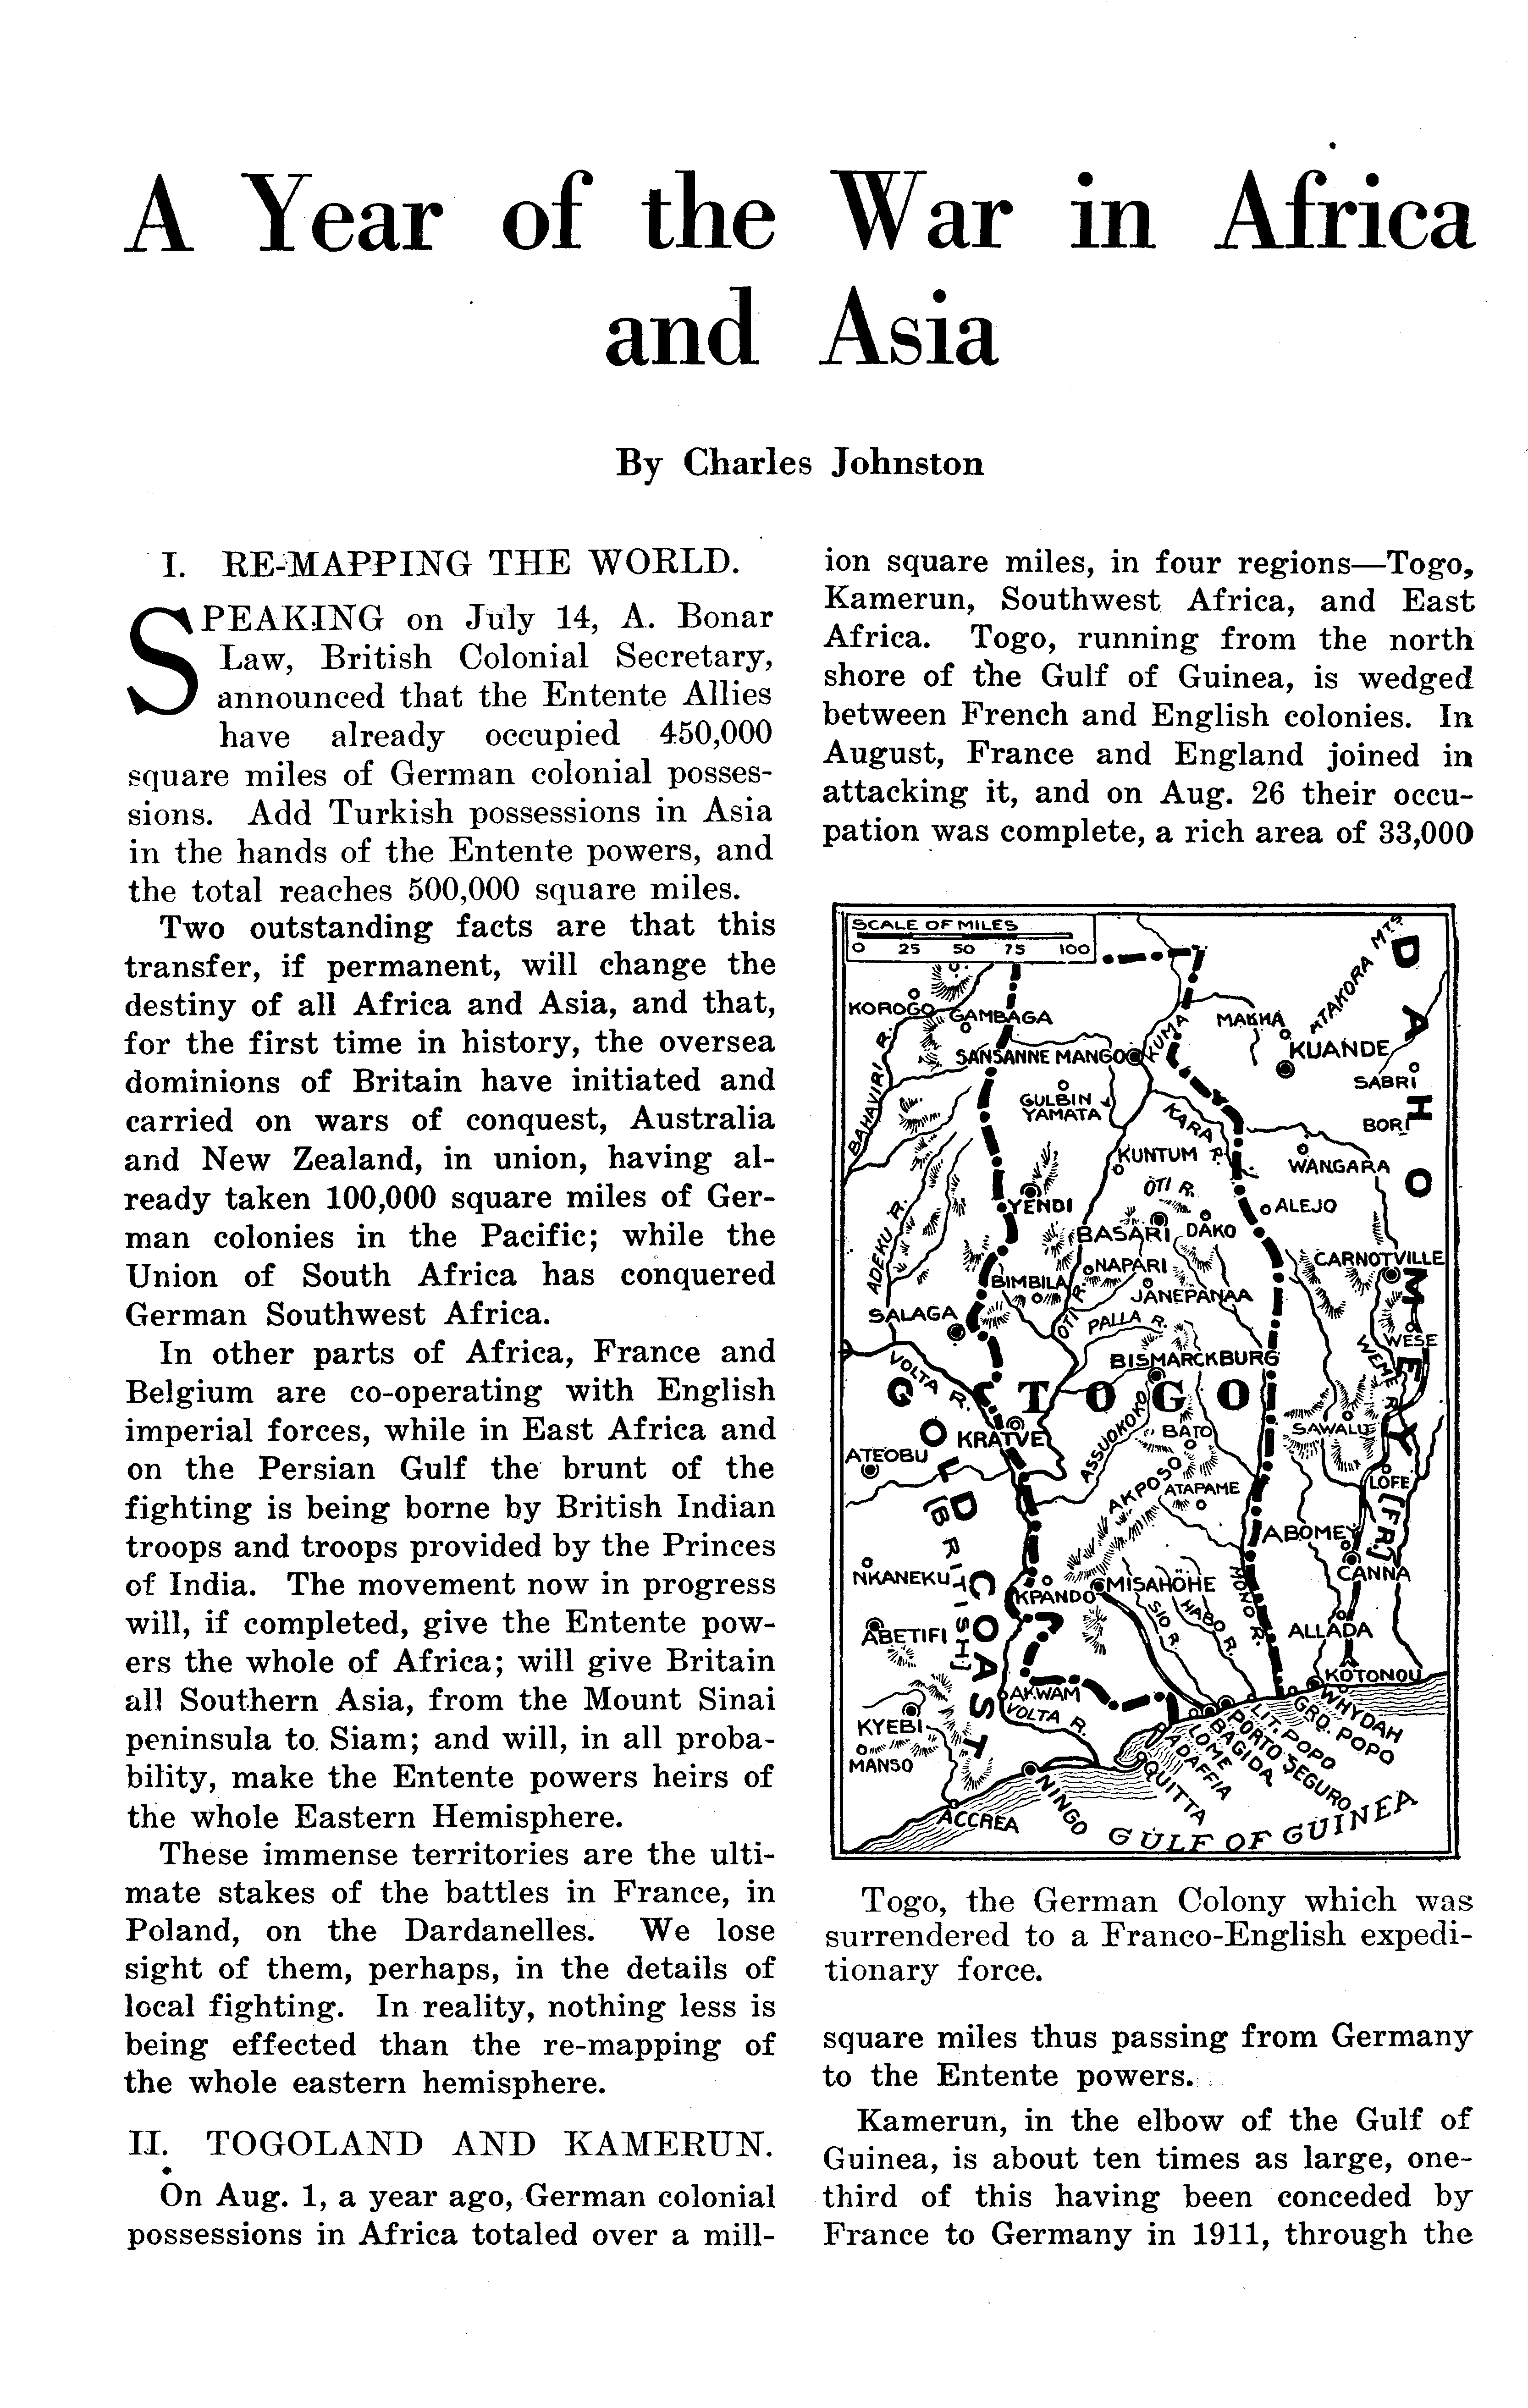 A Year of the War in Africa
and Asia
By Charles Johnston
I. RE-MAPPING THE WORLD.
SPEAKING on July 14, A. Bonar
Law, British Colonial Secretary,
announced that the Entente Allies
have already occupied 450,000
square miles of German colonial posses-
sions. Add Turkish possessions in Asia
in the hands of the Entente powers, and
the total reaches 500,000 square miles.
Two outstanding facts are that this
transfer, if permanent, will change the
destiny of all Africa and Asia, and that,
for the first time in history, the oversea
dominions of Britain have initiated and
carried on wars of conquest, Australia
and New Zealand, in union, having al-
ready taken 100,000 square miles of Ger-
man colonies in the Pacific; while the
Union of South Africa has conquered
German Southwest Africa.
In other parts of Africa, France and
Belgium are co-operating with English
imperial forces, while in East Africa and
on the Persian Gulf the brunt of the
fighting is being borne by British Indian
troops and troops provided by the Princes
of India. The movement now in progress
will, if completed, give the Entente pow-
ers the whole of Africa; will give Britain
all Southern Asia, from the Mount Sinai
peninsula to Siam; and will, in all proba-
bility, make the Entente powers heirs of
the whole Eastern Hemisphere.
These immense territories are the ulti-
mate stakes of the battles in France, in
Poland, on the Dardanelles. We lose
sight of them, perhaps, in the details of
local fighting. In reality, nothing less is
being effected than the re-mapping of
the whole eastern hemisphere.
II. TOGOLAND AND KAMERUN.
On Aug. 1, a year ago, German colonial
possessions in Africa totaled over a mill-
ion square miles, in four regions—Togo,
Kamerun, Southwest Africa, and East
Africa. Togo, running from the north
shore of the Gulf of Guinea, is wedged
between French and English colonies. In
August, France and England joined in
attacking it, and on Aug. 26 their occu-
pation was complete, a rich area of 33,000
SCALE OF MILES
0 25 50 75 100
ATAKORA MTS.
DAHOMEY (FR)
KOROGO
GAMBAGA
KUMA
MAKHA
SANSANNE MANGO
KUANDE
SABRI
BAHAVIRI R.
GULBIN
YAMATA
KARA R.
BORI
KUNTUM
WANGARA
OTI R.
YENDI
ALEJO
ADEKU R.
BASARI
DAKO
CARNOTVILLE
NAPARI
BIMBILA
JANEPANAA
SALAGA
OTI R.
PALLA R.
WESE
WEME R.
BISMARCKBURG
VOLTA R.
TOGO
GOLD COAST
(BRITISH)
KRATVE
ASSUOKOKO
BATO
SAWALU
ATEOBU
AKPOSO
ATAPAME
LOFE
ABOMEY
CANNA
NKANEKU
KPANDO
MISAHÖHE
MONO R.
SIO R.
HABO R.
ABETIFI
ALLADA
KOTONOU
AKWAM
VOLTA R.
KYEBI
MANSO
WHYDAH
GRD. POPO
LIT. POPO
PORTO SEGURO
BAGIDA
LOME
ADAFFIA
QUITTA
NINGO
ACCREA
GULF OF GUINEA
Togo, the German Colony which was
surrendered to a Franco-English expedi-
tionary force.
square miles thus passing from Germany
to the Entente powers.
Kamerun, in the elbow of the Gulf of
Guinea, is about ten times as large, one-
third of this having been conceded by
France to Germany in 1911, through the